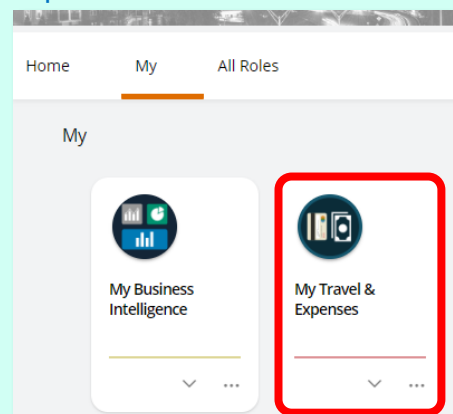 Home My All Roles
My
My Business
Intelligence
My Travel &
Expenses